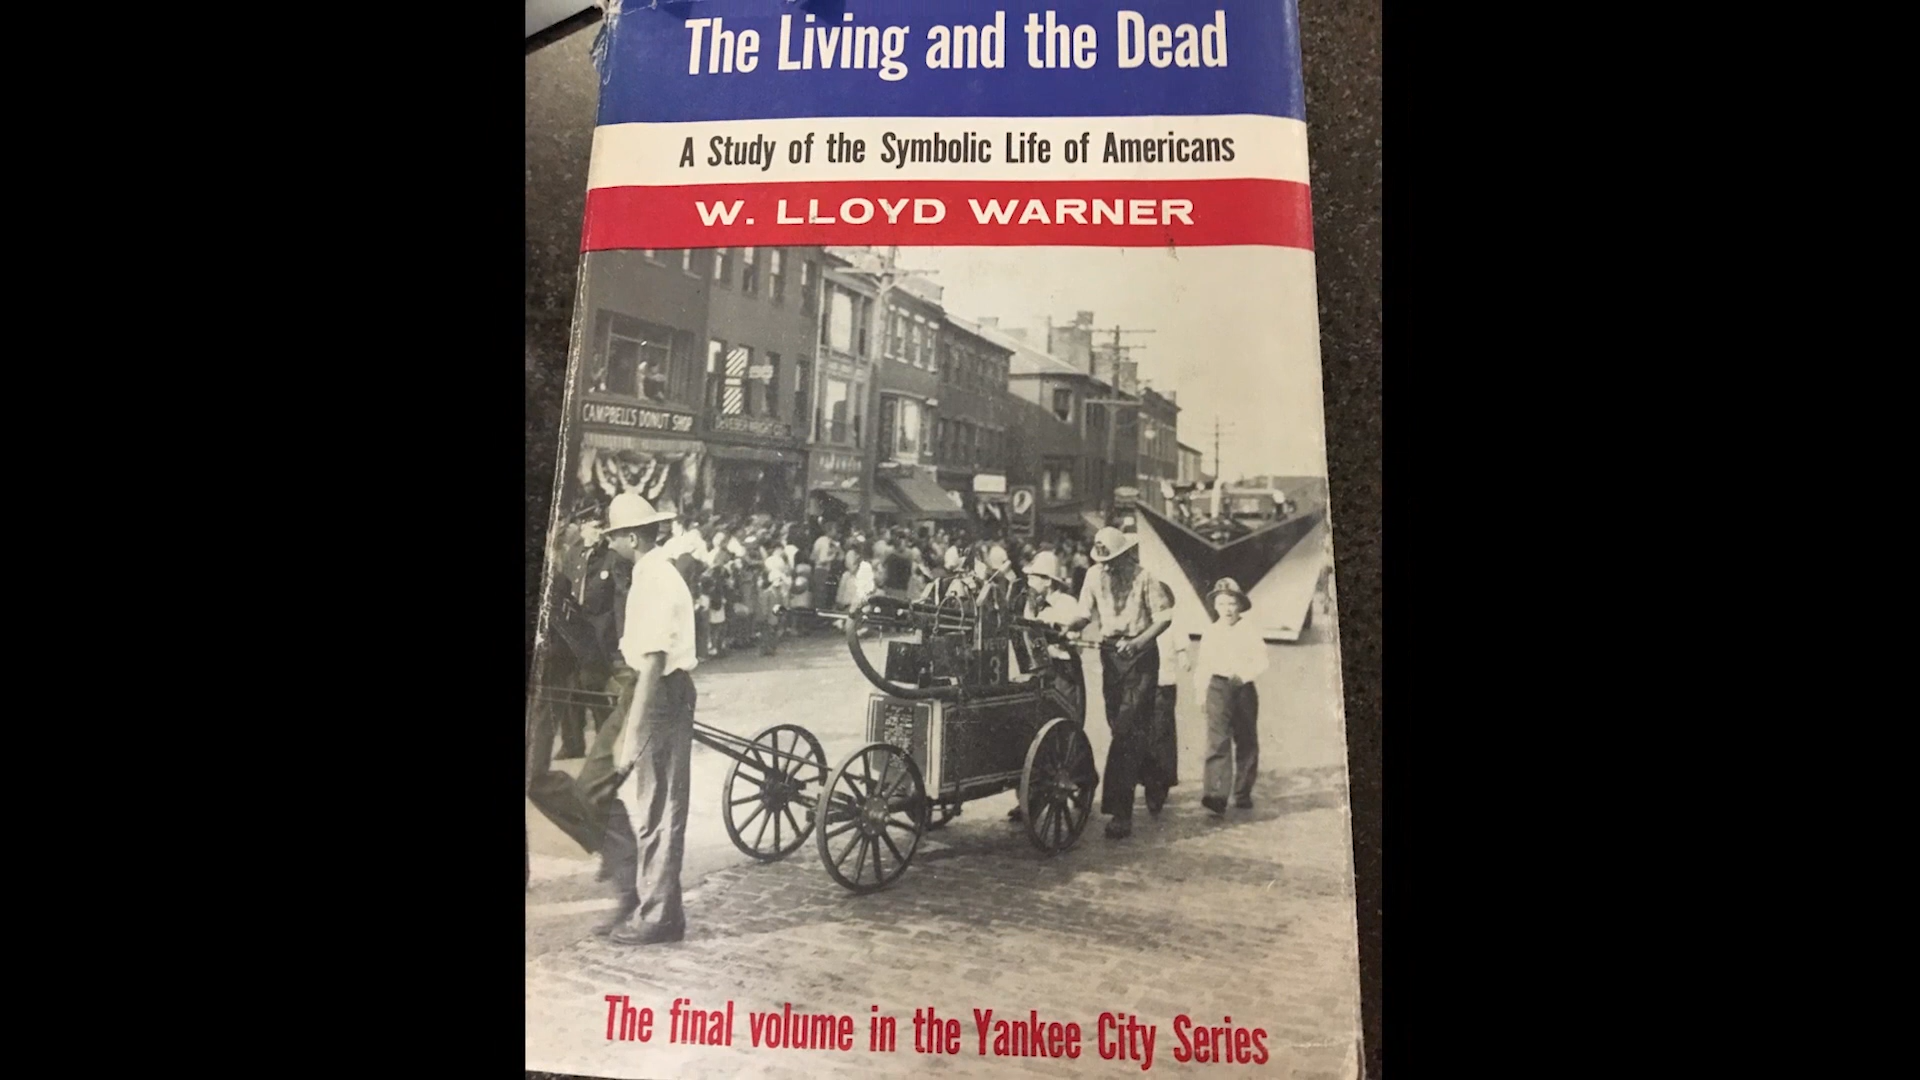 The Living and the Dead
A Study of the Symbolic Life of Americans
W. LLOYD WARNER
CAMPBELL'S DONUT SHOP
3
The final volume in the Yankee City Series